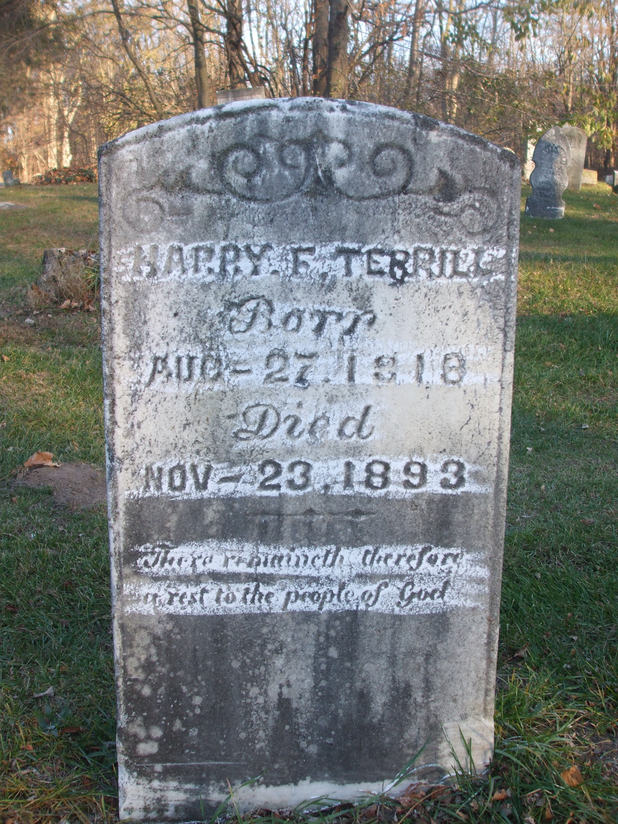 HARRY. F. TERRILL
Born
AUG-27.1816
Died
NOV-23,1893
There remaineth therefore
a rest to the people of God